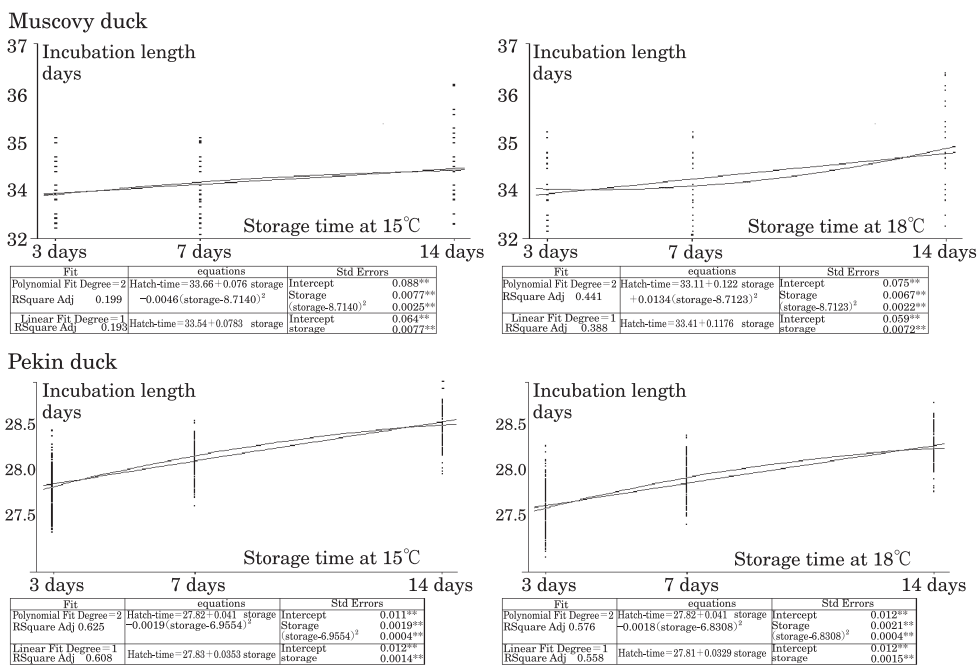 Muscovy duck
37
Incubation length
days
36
35
34
32
Storage time at 15℃
3 days 7 days 14 days
Fit equations Std Errors
Polynomial Fit Degree=2 Hatch-time=33.66+0.076 storage Intercept 0.088**
RSquare Adj 0.199 −0.0046(storage-8.7140)² Storage 0.0077**
(storage-8.7140)² 0.0025**
Linear Fit Degree=1 Hatch-time=33.54+0.0783 storage Intercept 0.064**
RSquare Adj 0.193 storage 0.0077**
37
Incubation length
days
36
35
34
32
Storage time at 18℃
3 days 7 days 14 days
Fit equations Std Errors
Polynomial Fit Degree=2 Hatch-time=33.11+0.122 storage Intercept 0.075**
RSquare Adj 0.441 +0.0134(storage-8.7123)² Storage 0.0067**
(storage-8.7123)² 0.0022**
Linear Fit Degree=1 Hatch-time=33.41+0.1176 storage Intercept 0.059**
RSquare Adj 0.388 storage 0.0072**
Pekin duck
Incubation length
days
28.5
28.0
27.5
Storage time at 15℃
3 days 7 days 14 days
Fit equations Std Errors
Polynomial Fit Degree=2 Hatch-time=27.82+0.041 storage Intercept 0.011**
RSquare Adj 0.625 −0.0019(storage-6.9554)² Storage 0.0019**
(storage-6.9554)² 0.0004**
Linear Fit Degree=1 Hatch-time=27.83+0.0353 storage Intercept 0.012**
RSquare Adj 0.608 storage 0.0014**
Incubation length
days
28.5
28.0
27.5
Storage time at 18℃
3 days 7 days 14 days
Fit equations Std Errors
Polynomial Fit Degree=2 Hatch-time=27.82+0.041 storage Intercept 0.012**
RSquare Adj 0.576 −0.0018(storage-6.8308)² Storage 0.0021**
(storage-6.8308)² 0.0004**
Linear Fit Degree=1 Hatch-time=27.81+0.0329 storage Intercept 0.012**
RSquare Adj 0.558 storage 0.0015**